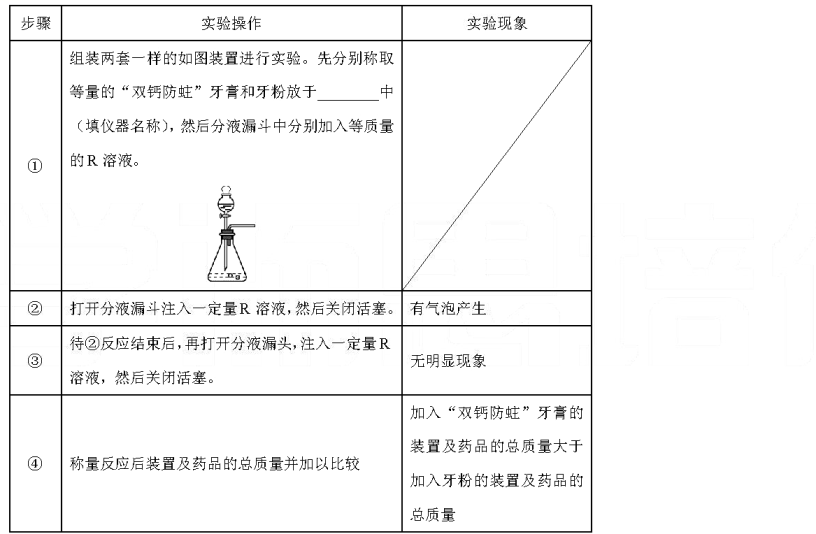 步骤 实验操作 实验现象
① 组装两套一样的如图装置进行实验。先分别称取
等量的“双钙防蛀”牙膏和牙粉放于________中
（填仪器名称），然后分液漏斗中分别加入等质量
的R 溶液。
② 打开分液漏斗注入一定量R 溶液，然后关闭活塞。 有气泡产生
③ 待②反应结束后，再打开分液漏头，注入一定量R
溶液，然后关闭活塞。 无明显现象
④ 称量反应后装置及药品的总质量并加以比较
加入“双钙防蛀”牙膏的
装置及药品的总质量大于
加入牙粉的装置及药品的
总质量